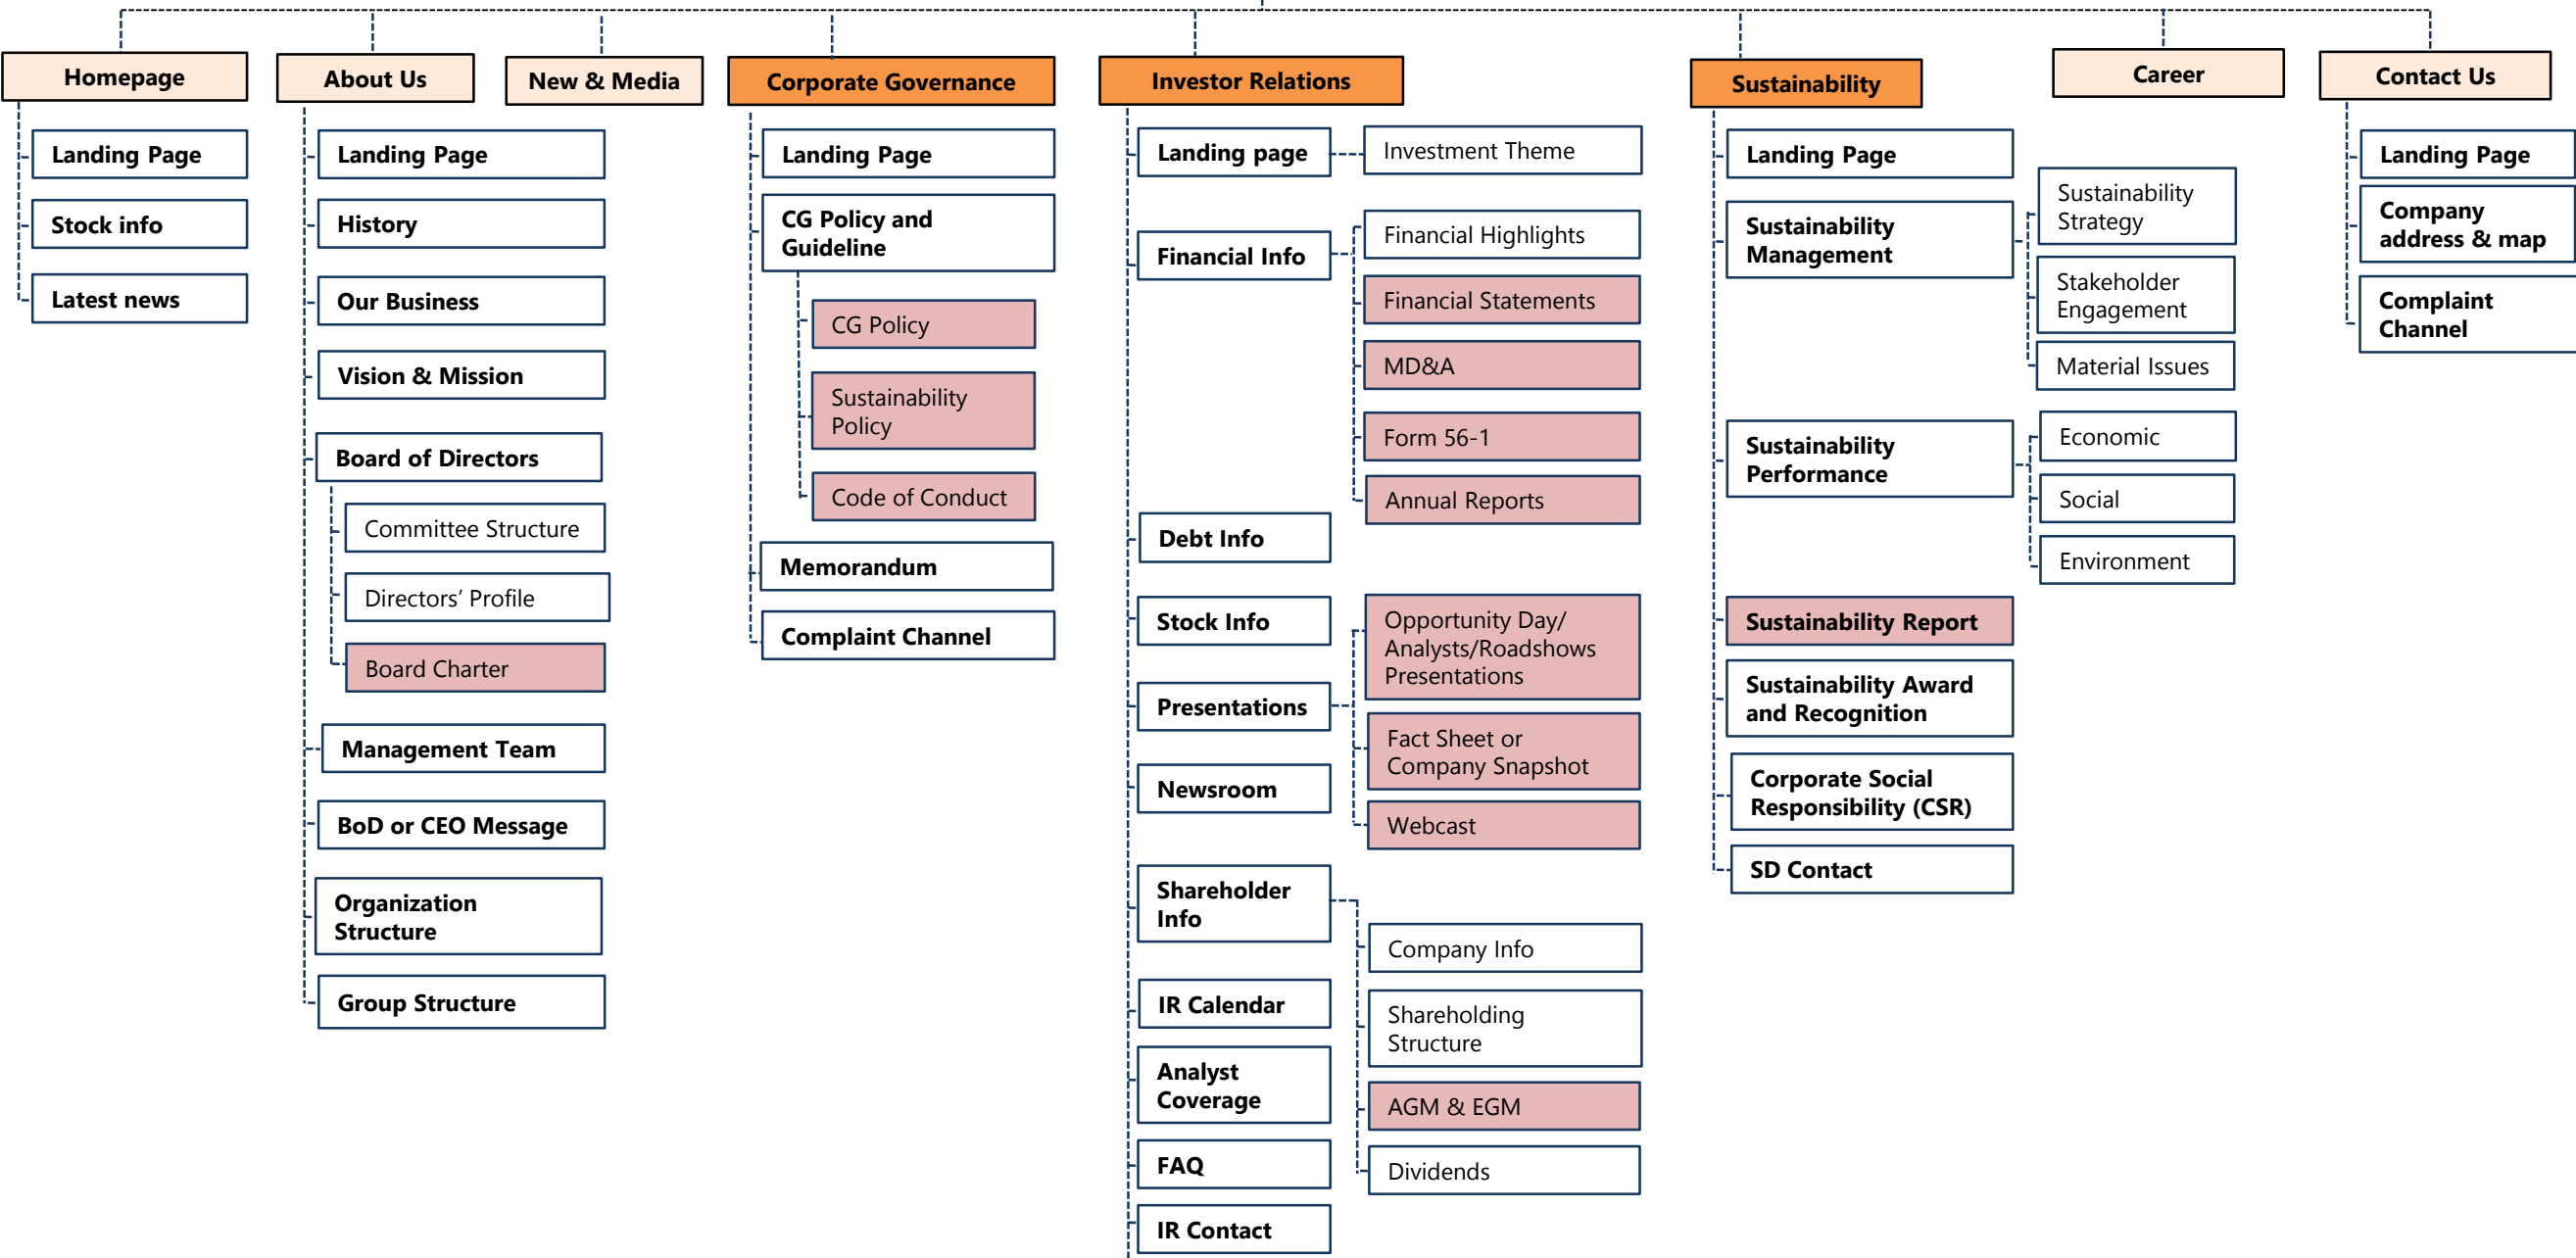 Homepage
Landing Page
Stock info
Latest news
About Us
Landing Page
History
Our Business
Vision & Mission
Board of Directors
Committee Structure
Directors’ Profile
Board Charter
Management Team
BoD or CEO Message
Organization
Structure
Group Structure
New & Media
Corporate Governance
Landing Page
CG Policy and
Guideline
CG Policy
Sustainability
Policy
Code of Conduct
Memorandum
Complaint Channel
Investor Relations
Landing page
Investment Theme
Financial Info
Financial Highlights
Financial Statements
MD&A
Form 56-1
Annual Reports
Debt Info
Stock Info
Presentations
Opportunity Day/
Analysts/Roadshows
Presentations
Fact Sheet or
Company Snapshot
Webcast
Newsroom
Shareholder
Info
Company Info
Shareholding
Structure
AGM & EGM
Dividends
IR Calendar
Analyst
Coverage
FAQ
IR Contact
Sustainability
Landing Page
Sustainability
Management
Sustainability
Strategy
Stakeholder
Engagement
Material Issues
Sustainability
Performance
Economic
Social
Environment
Sustainability Report
Sustainability Award
and Recognition
Corporate Social
Responsibility (CSR)
SD Contact
Career
Contact Us
Landing Page
Company
address & map
Complaint
Channel